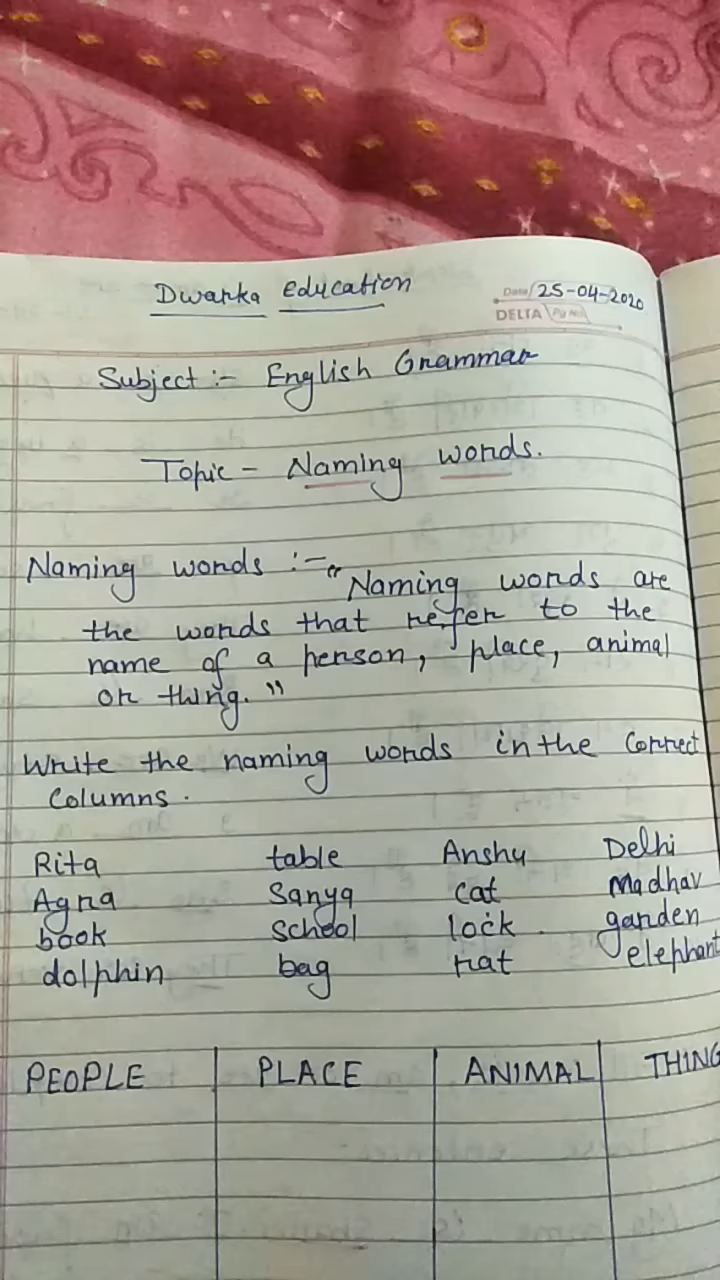 Dwarka education
Date 25-04-2020
DELTA Pg No.
Subject :- English Grammar
Topic - Naming words.
Naming words :- "Naming words are
the words that refer to the
name of a person, place, animal
or thing."
Write the naming words in the correct
columns.
Rita table Anshu Delhi
Agra Sanya cat Madhav
book school lock garden
dolphin bag rat elephant
PEOPLE PLACE ANIMAL THING